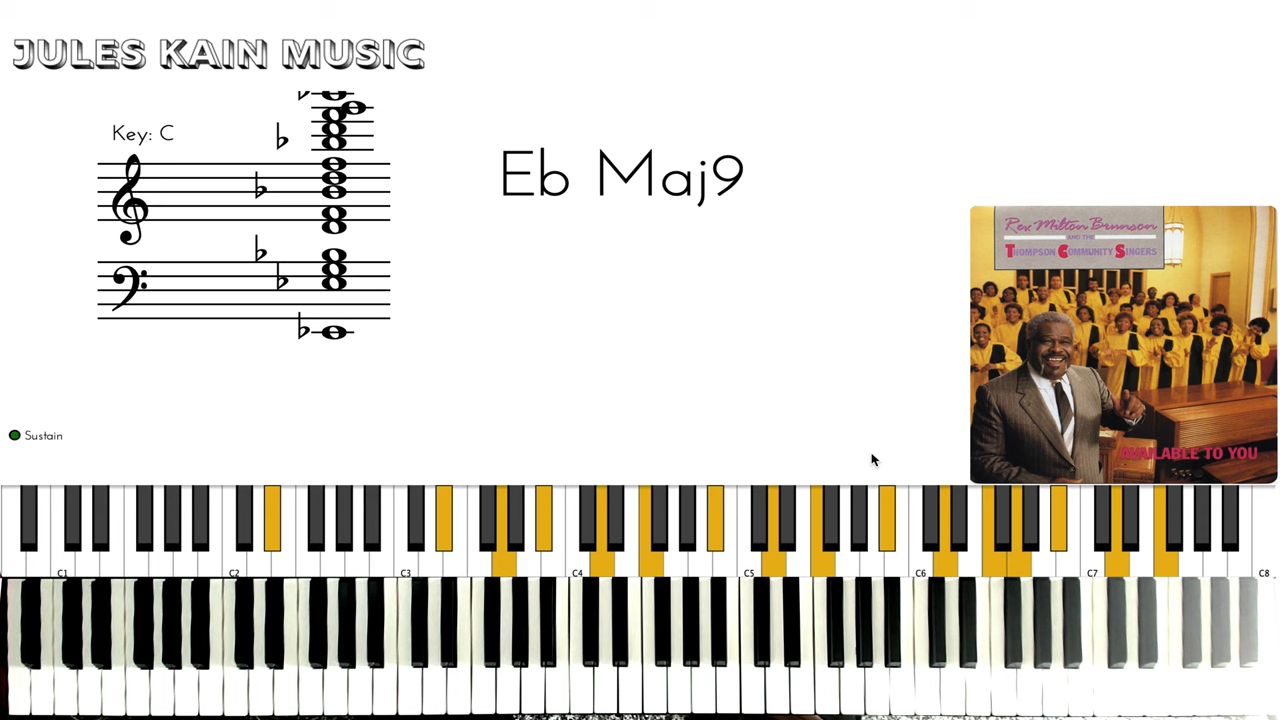 JULES KAIN MUSIC
Key: C
Eb Maj9
Rev. Milton Brunson
AND THE
THOMPSON COMMUNITY SINGERS
AVAILABLE TO YOU
Sustain
C1 C2 C3 C4 C5 C6 C7 C8